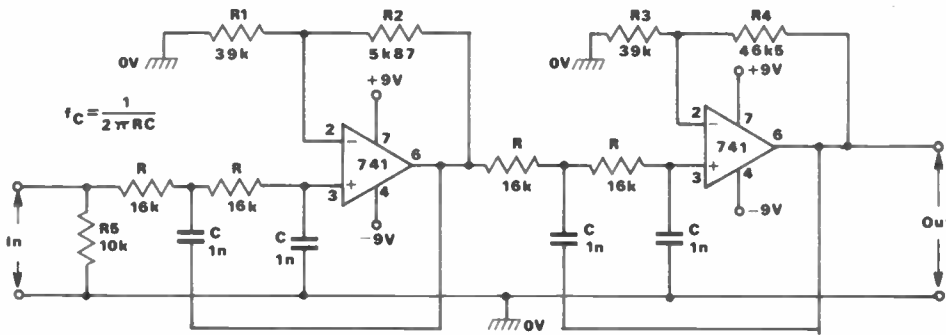 R1
39k
R2
5k87
R3
39k
R4
46k5
0V
0V
+9V
+9V
fC = 1 / 2πRC
2
7
−
741
6
+
3
4
−9V
2
7
−
741
6
+
3
4
−9V
R
16k
R
16k
R
16k
R
16k
In
R5
10k
C
1n
C
1n
C
1n
C
1n
Ou
0V